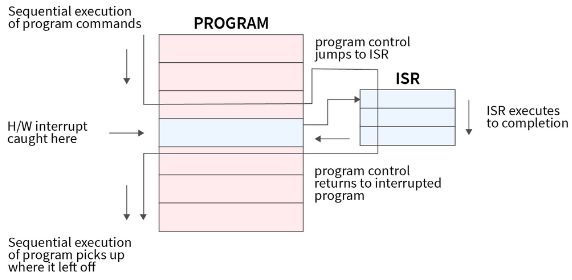 Sequential execution
of program commands
PROGRAM
program control
jumps to ISR
ISR
H/W interrupt
caught here
ISR executes
to completion
program control
returns to interrupted
program
Sequential execution
of program picks up
where it left off